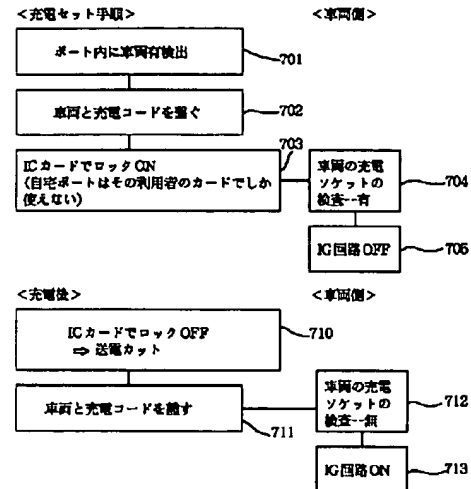 <充電セット手順>
<車両側>
ポート内に車両有検出
701
車両と充電コードを繋ぐ
702
703
ICカードでロックON
(自宅ポートはその利用者のカードでしか
使えない)
車両の充電
ソケットの
検査--有
704
IG回路OFF
705
<充電後>
<車両側>
ICカードでロックOFF
⇒ 送電カット
710
車両と充電コードを離す
711
車両の充電
ソケットの
検査--無
712
IG回路ON
713